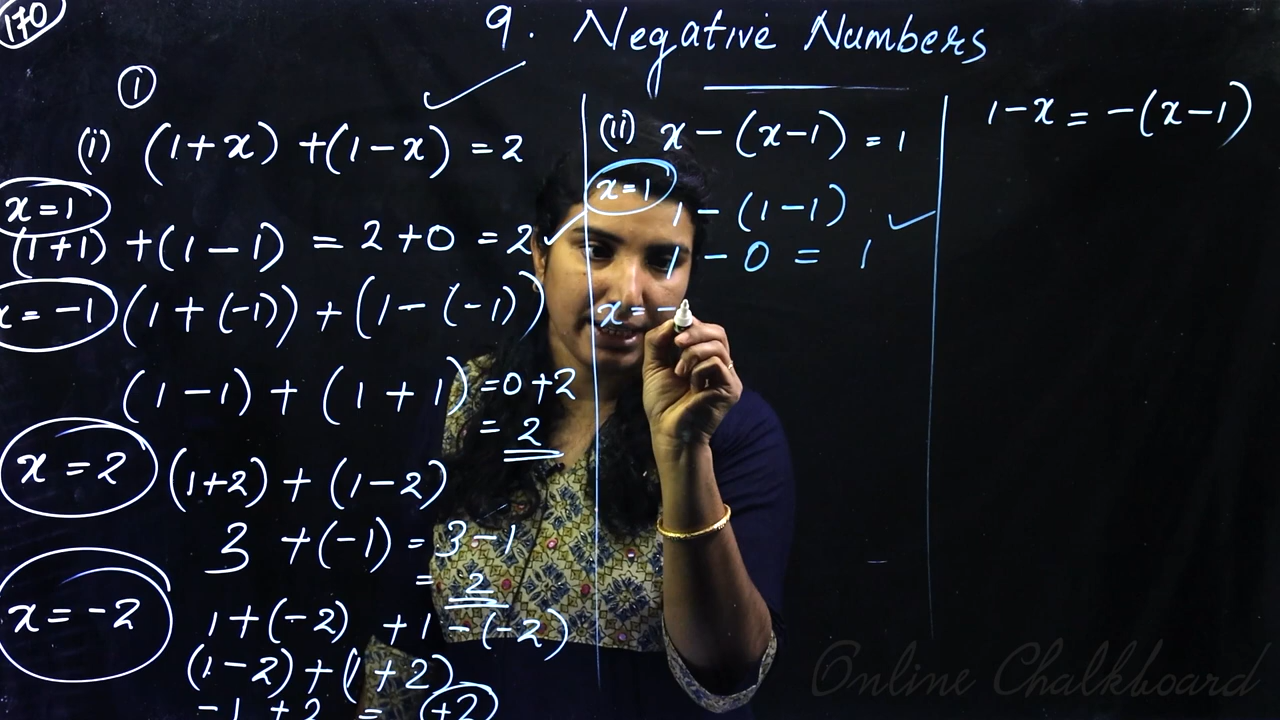 170
9. Negative Numbers
①
(i) (1+x) +(1-x) = 2
x=1
(1+1) +(1-1) = 2+0 = 2
x=-1 (1+(-1)) + (1-(-1))
(1-1) + (1+1) =0+2
= 2
x=2 (1+2) + (1-2)
3 +(-1) = 3-1
= 2
x=-2
1+(-2) +1-(-2)
(1-2)+(1+2)
-1 +3 = (+2)
(ii) x-(x-1) = 1
x=1
1-(1-1)
1-0 = 1
x=-
1-x = -(x-1)
Online Chalkboard